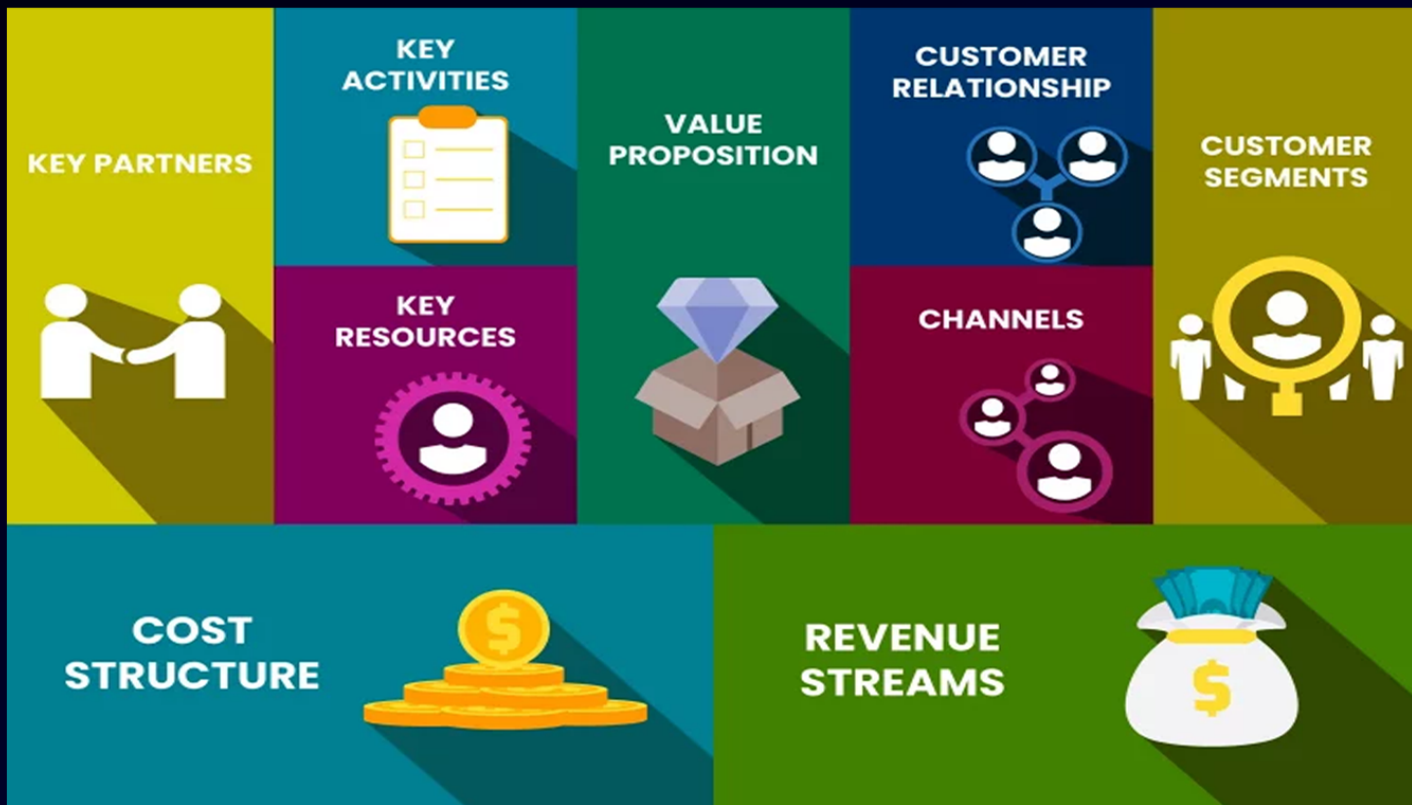 KEY PARTNERS
KEY
ACTIVITIES
KEY
RESOURCES
VALUE
PROPOSITION
CUSTOMER
RELATIONSHIP
CHANNELS
CUSTOMER
SEGMENTS
COST
STRUCTURE
$
REVENUE
STREAMS
$